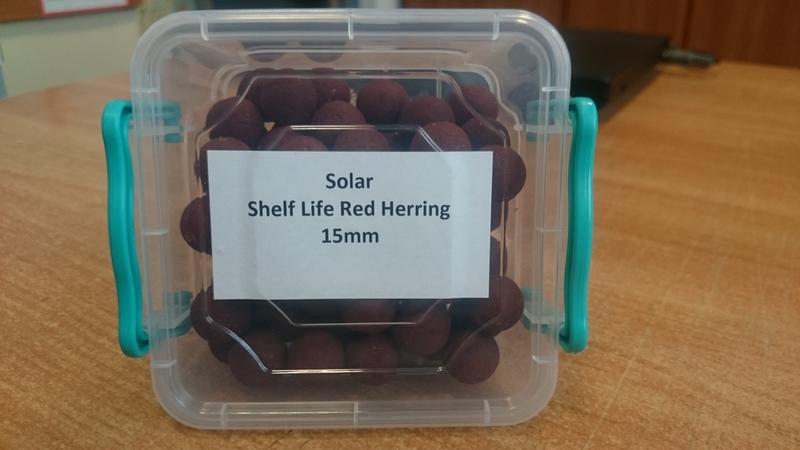 Solar
Shelf Life Red Herring
15mm